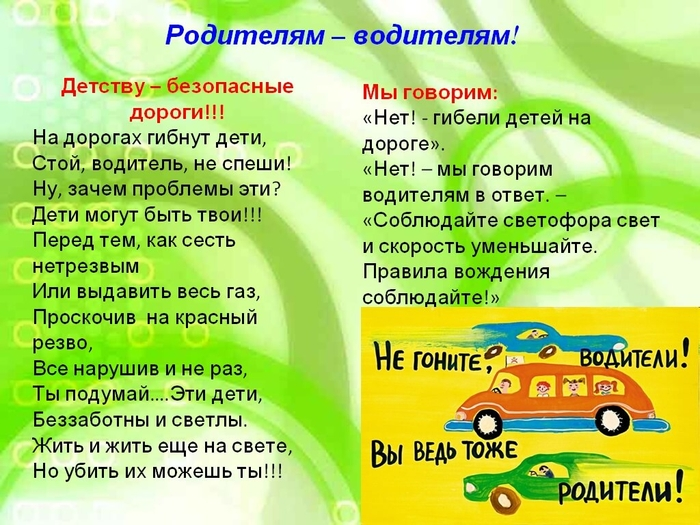 Родителям – водителям!
Детству – безопасные
дороги!!!
На дорогах гибнут дети,
Стой, водитель, не спеши!
Ну, зачем проблемы эти?
Дети могут быть твои!!!
Перед тем, как сесть
нетрезвым
Или выдавить весь газ,
Проскочив  на красный
резво,
Все нарушив и не раз,
Ты подумай....Эти дети,
Беззаботны и светлы.
Жить и жить еще на свете,
Но убить их можешь ты!!!
Мы говорим:
«Нет! - гибели детей на
дороге».
«Нет! – мы говорим
водителям в ответ. –
«Соблюдайте светофора свет
и скорость уменьшайте.
Правила вождения
соблюдайте!»
Не гоните, водители!
Вы ведь тоже
родители!